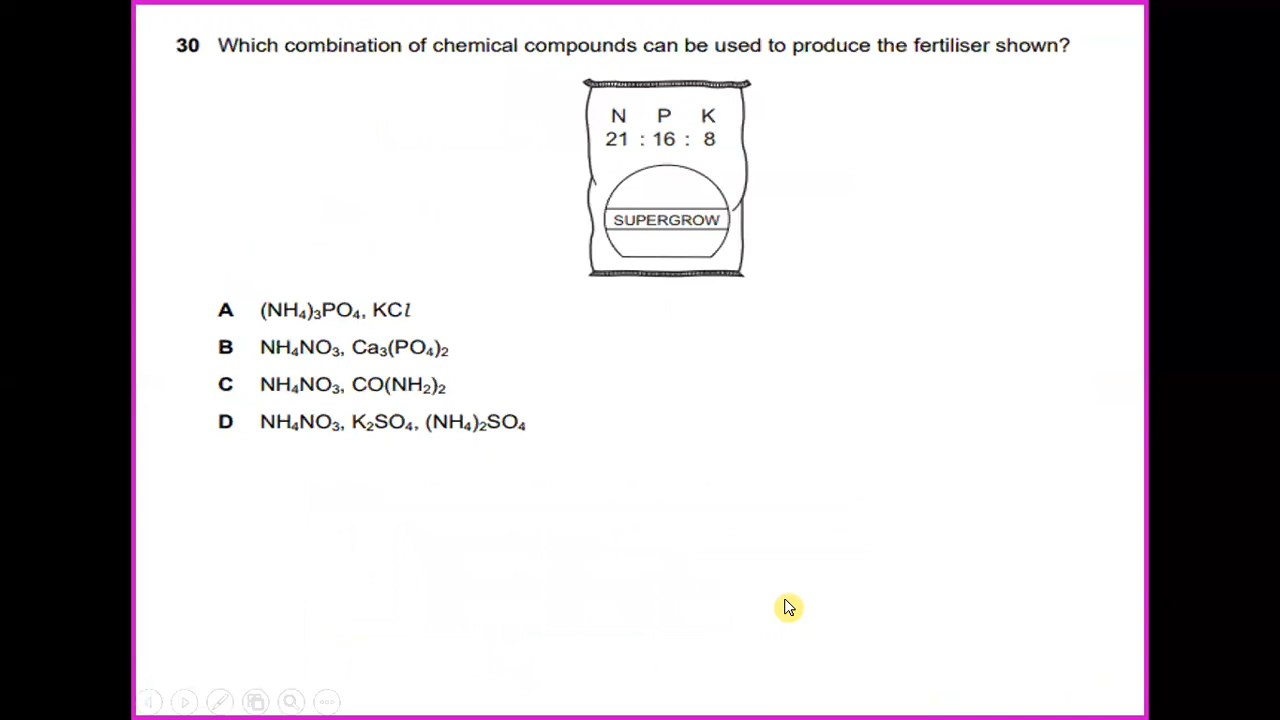 30 Which combination of chemical compounds can be used to produce the fertiliser shown?
N P K
21 : 16 : 8
SUPERGROW
A (NH₄)₃PO₄, KCl
B NH₄NO₃, Ca₃(PO₄)₂
C NH₄NO₃, CO(NH₂)₂
D NH₄NO₃, K₂SO₄, (NH₄)₂SO₄